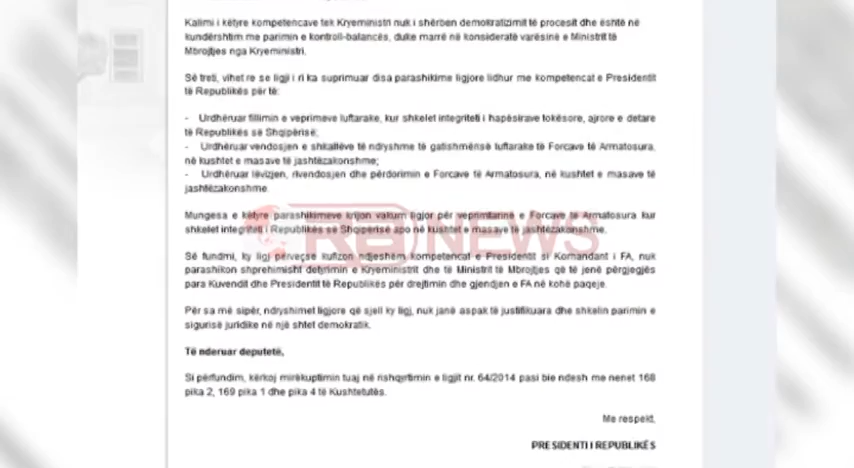 Kalimi i këtyre kompetencave tek Kryeministri nuk i shërben demokratizimit të procesit dhe është në
kundërshtim me parimin e kontroll-balancës, duke marrë në konsideratë varësinë e Ministrit të
Mbrojtjes nga Kryeministri.
Së treti, vihet re se ligji i ri ka suprimuar disa parashikime ligjore lidhur me kompetencat e Presidentit
të Republikës për të:
- Urdhëruar fillimin e veprimeve luftarake, kur shkelet integriteti i hapësirave tokësore, ajrore e detare
të Republikës së Shqipërisë;
- Urdhëruar vendosjen e shkallëve të ndryshme të gatishmërisë luftarake të Forcave të Armatosura,
në kushtet e masave të jashtëzakonshme;
- Urdhëruar lëvizjen, rivendosjen dhe përdorimin e Forcave të Armatosura, në kushtet e masave të
jashtëzakonshme.
Mungesa e këtyre parashikimeve krijon vakum ligjor për veprimtarinë e Forcave të Armatosura kur
shkelet integriteti i Republikës së Shqipërisë apo në kushtet e masave të jashtëzakonshme.
NEWS
Së fundmi, ky ligj përveçse kufizon ndjeshëm kompetencat e Presidentit si Komandant i FA, nuk
parashikon shprehimisht detyrimin e Kryeministrit dhe të Ministrit të Mbrojtjes që të jenë përgjegjës
para Kuvendit dhe Presidentit të Republikës për drejtimin dhe gjendjen e FA në kohë paqeje.
Për sa më sipër, ndryshimet ligjore që sjell ky ligj, nuk janë aspak të justifikuara dhe shkelin parimin e
sigurisë juridike në një shtet demokratik.
Të nderuar deputetë,
Si përfundim, kërkoj mirëkuptimin tuaj në rishqyrtimin e ligjit nr. 64/2014 pasi bie ndesh me nenet 168
pika 2, 169 pika 1 dhe pika 4 të Kushtetutës.
Me respekt,
PRESIDENTI I REPUBLIKËS